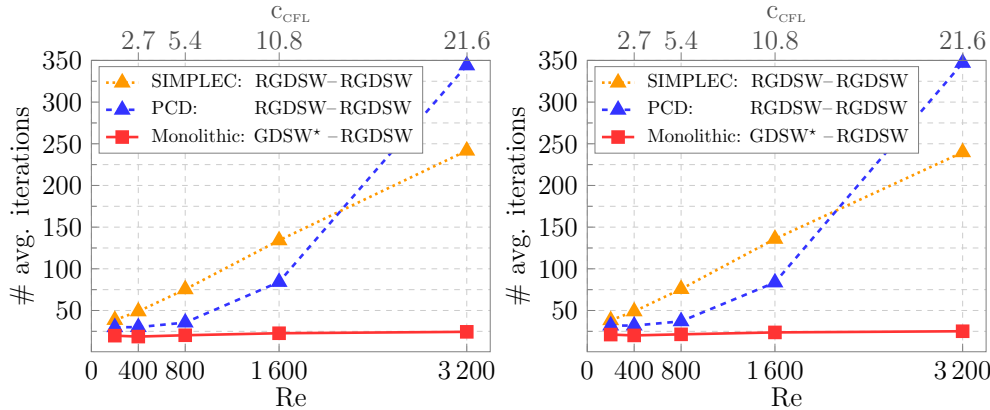 c_CFL
2.7 5.4 10.8 21.6
350
300
250
200
150
100
50
# avg. iterations
SIMPLEC: RGDSW–RGDSW
PCD: RGDSW–RGDSW
Monolithic: GDSW⋆ –RGDSW
0 400 800 1 600 3 200
Re
c_CFL
2.7 5.4 10.8 21.6
350
300
250
200
150
100
50
# avg. iterations
SIMPLEC: RGDSW–RGDSW
PCD: RGDSW–RGDSW
Monolithic: GDSW⋆ –RGDSW
0 400 800 1 600 3 200
Re